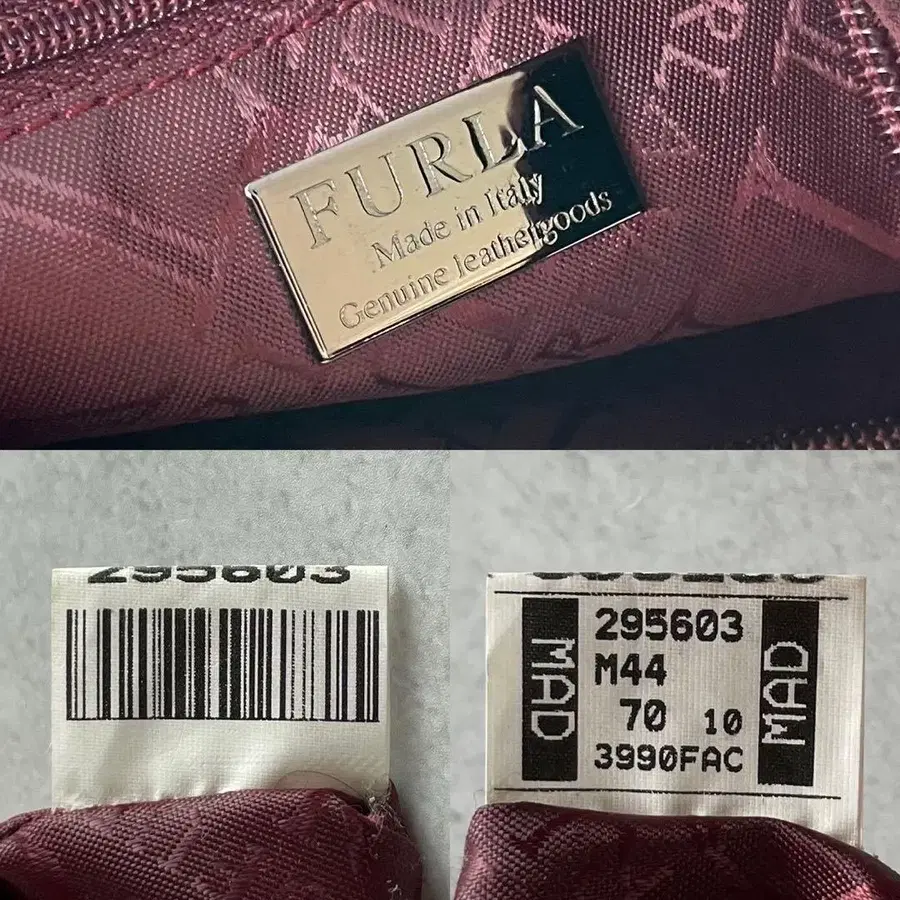 FURLA
Made in Italy
Genuine leathergoods
295603
MAD
295603
M44
70 10
3990FAC
MAD